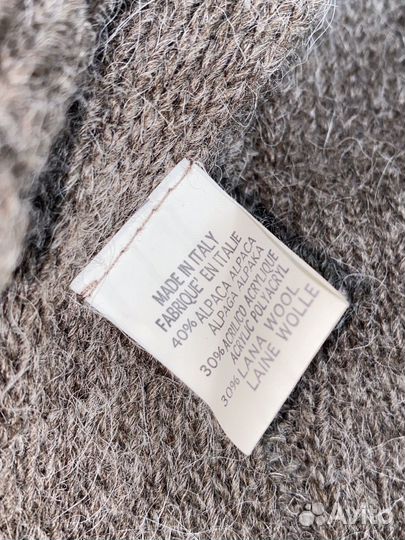 MADE IN ITALY
FABRIQUE' EN ITALIE
40% ALPACA ALPACA
ALPAGA ALPAKA
30% ACRILICO ACRYLIQUE
ACRYLIC POLYACRYL
30% LANA WOOL
LAINE WOLLE
Avito